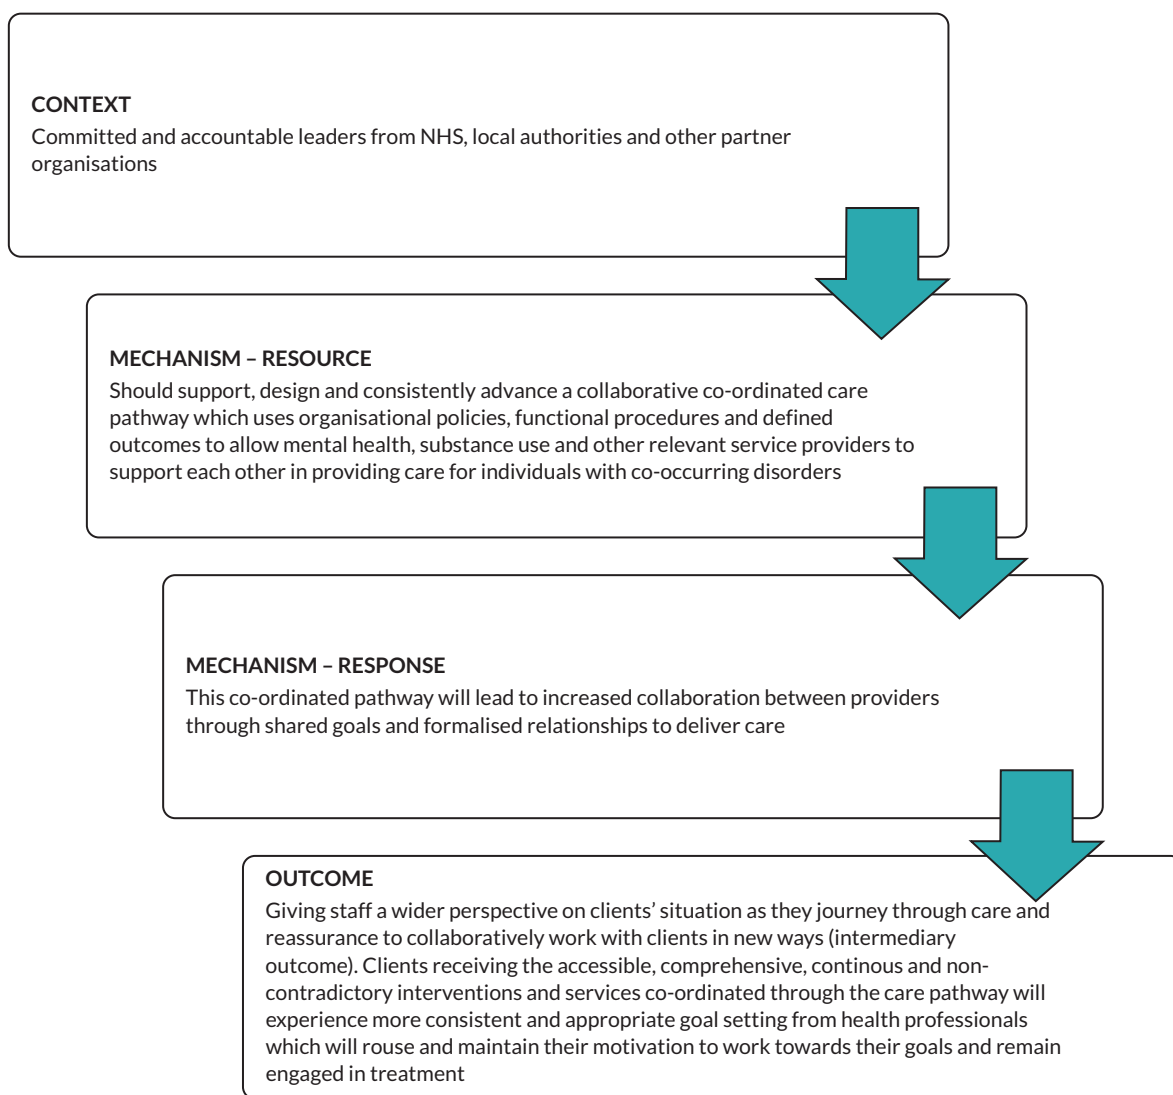 CONTEXT
Committed and accountable leaders from NHS, local authorities and other partner
organisations
MECHANISM – RESOURCE
Should support, design and consistently advance a collaborative co-ordinated care
pathway which uses organisational policies, functional procedures and defined
outcomes to allow mental health, substance use and other relevant service providers to
support each other in providing care for individuals with co-occurring disorders
MECHANISM – RESPONSE
This co-ordinated pathway will lead to increased collaboration between providers
through shared goals and formalised relationships to deliver care
OUTCOME
Giving staff a wider perspective on clients’ situation as they journey through care and
reassurance to collaboratively work with clients in new ways (intermediary
outcome). Clients receiving the accessible, comprehensive, continous and non-
contradictory interventions and services co-ordinated through the care pathway will
experience more consistent and appropriate goal setting from health professionals
which will rouse and maintain their motivation to work towards their goals and remain
engaged in treatment